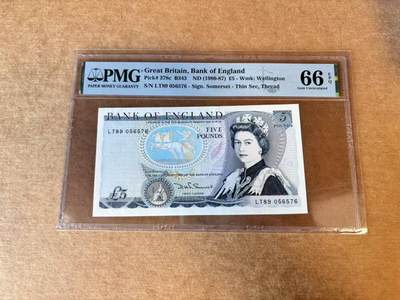 PMG
PAPER MONEY GUARANTY
Great Britain, Bank of England
Pick# 378c B343 ND (1980-87) £5 - Wmk: Wellington
S/N LT89 056576 - Sign. Somerset - Thin Sec. Thread
66 EPQ
Gem Uncirculated
BANK OF ENGLAND
5
POUNDS
LT89 056576
FIVE
POUNDS
£5
LT89 056576